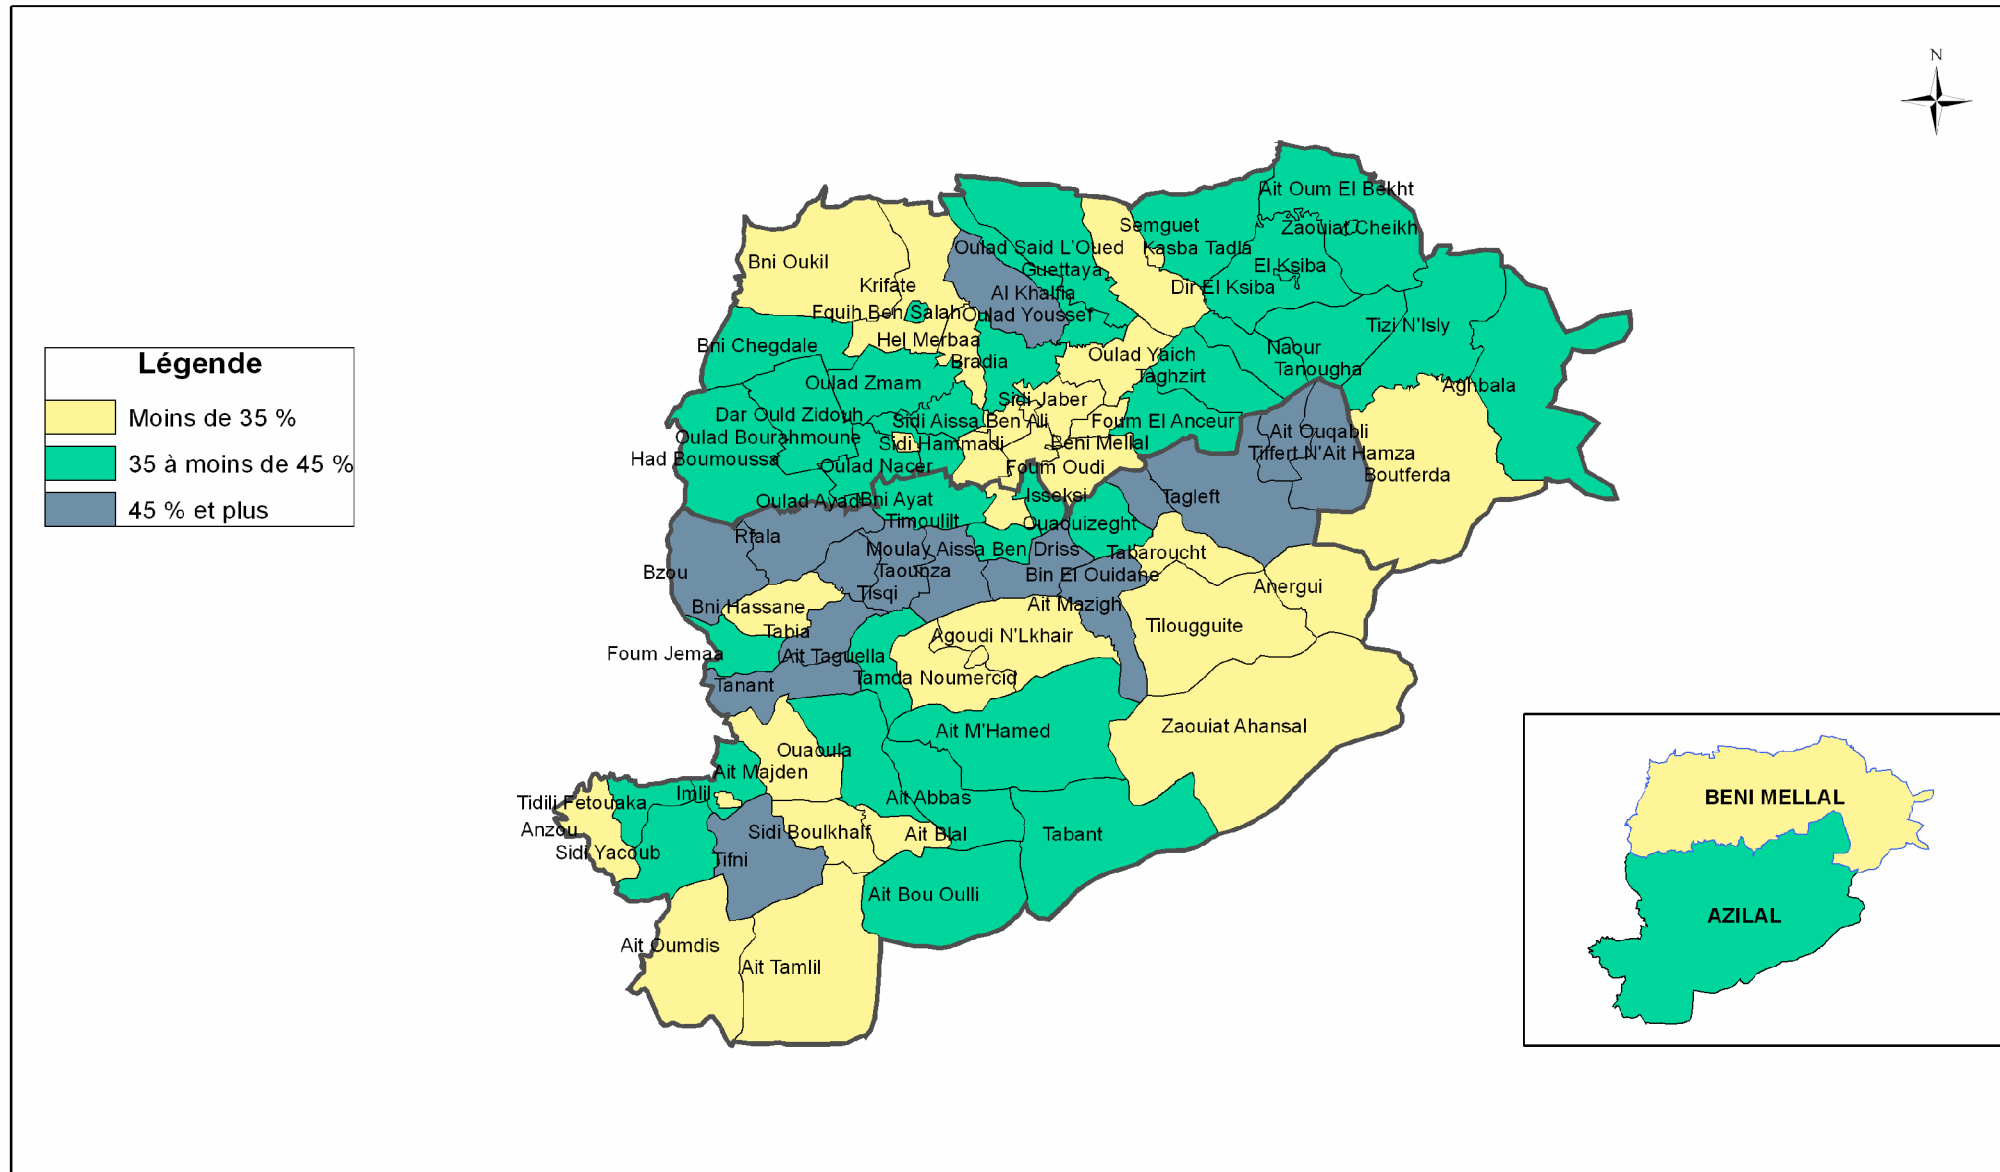 N
Ait Oum El Bekht
Semguet
Zaouiat Cheikh
Oulad Said L'Oued
Kasba Tadla
Bni Oukil
Guettaya
El Ksiba
Krifate
Al Khalfia
Dir El Ksiba
Fquih Ben Salah
Oulad Youssef
Tizi N'Isly
Hel Merbaa
Bni Chegdale
Naour
Bradia
Oulad Yaich
Tanougha
Taghzirt
Oulad Zmam
Aghbala
Sidi Jaber
Dar Ould Zidouh
Sidi Aissa Ben Ali
Foum El Anceur
Oulad Bourahmoune
Ait Ouqabli
Sidi Hammadi
Beni Mellal
Had Boumoussa
Tiffert N'Ait Hamza
Oulad Nacer
Foum Oudi
Boutferda
Oulad Ayad
Bni Ayat
Isseksi
Tagleft
Timoulilt
Ouaouizeght
Rfala
Moulay Aissa Ben Driss
Tabaroucht
Bzou
Taounza
Bin El Ouidane
Anergui
Tisqi
Bni Hassane
Ait Mazigh
Tabia
Agoudi N'Lkhair
Tilougguite
Foum Jemaa
Ait Taguella
Tanant
Tamda Noumercid
Ait M'Hamed
Zaouiat Ahansal
Ouaoula
Ait Majden
Imlil
Ait Abbas
Tidili Fetouaka
Anzou
Sidi Boulkhalf
Ait Blal
Tabant
Sidi Yacoub
Tifni
Ait Bou Oulli
Ait Oumdis
Ait Tamlil
Légende
Moins de 35 %
35 à moins de 45 %
45 % et plus
BENI MELLAL
AZILAL